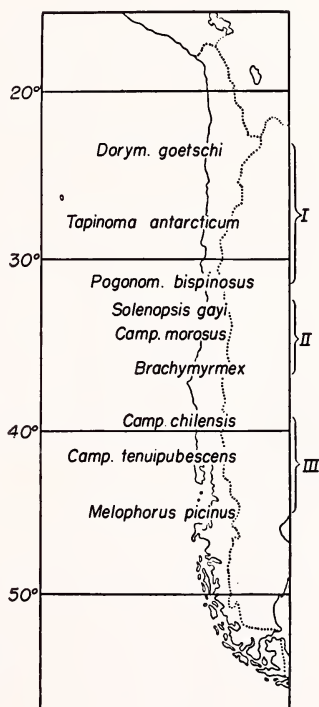 20°
Dorym. goetschi
I
Tapinoma antarcticum
30°
Pogonom. bispinosus
Solenopsis gayi
II
Camp. morosus
Brachymyrmex
Camp. chilensis
40°
Camp. tenuipubescens
III
Melophorus picinus
50°